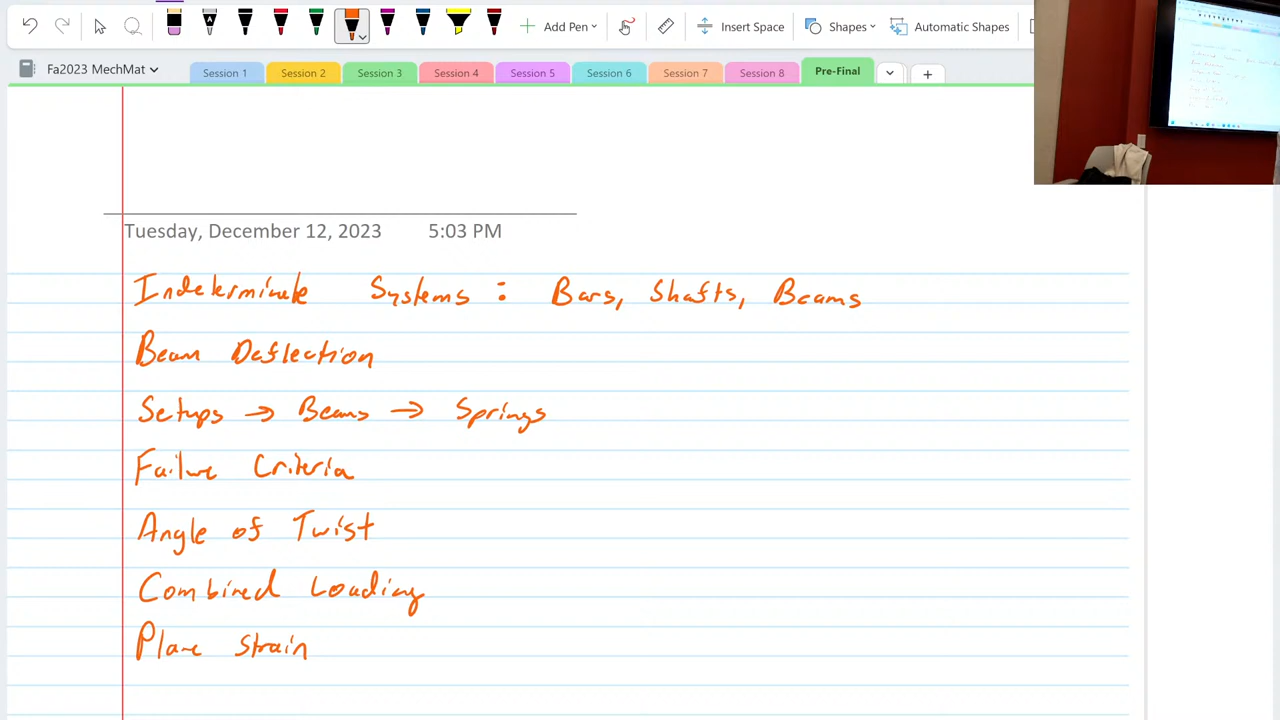 Add Pen
Insert Space
Shapes
Automatic Shapes
Fa2023 MechMat
Session 1
Session 2
Session 3
Session 4
Session 5
Session 6
Session 7
Session 8
Pre-Final
Tuesday, December 12, 2023 5:03 PM
Indeterminate Systems : Bars, Shafts, Beams
Beam Deflection
Setups → Beams → Springs
Failure Criteria
Angle of Twist
Combined Loading
Plane Strain